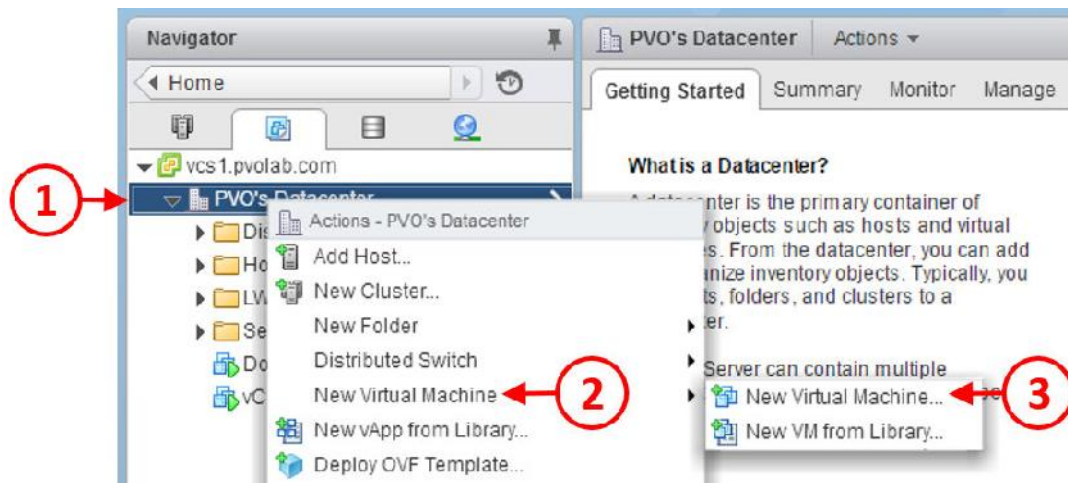 Navigator
PVO's Datacenter Actions
Home
Getting Started Summary Monitor Manage
vcs1.pvolab.com
What is a Datacenter?
1
PVO's Datacenter
Actions - PVO's Datacenter
is the primary container of
objects such as hosts and virtual
Add Host...
From the datacenter, you can add
inventory objects. Typically, you
New Cluster...
folders, and clusters to a
New Folder
Distributed Switch
Server can contain multiple
New Virtual Machine
2
New Virtual Machine...
3
New vApp from Library...
New VM from Library...
Deploy OVF Template...